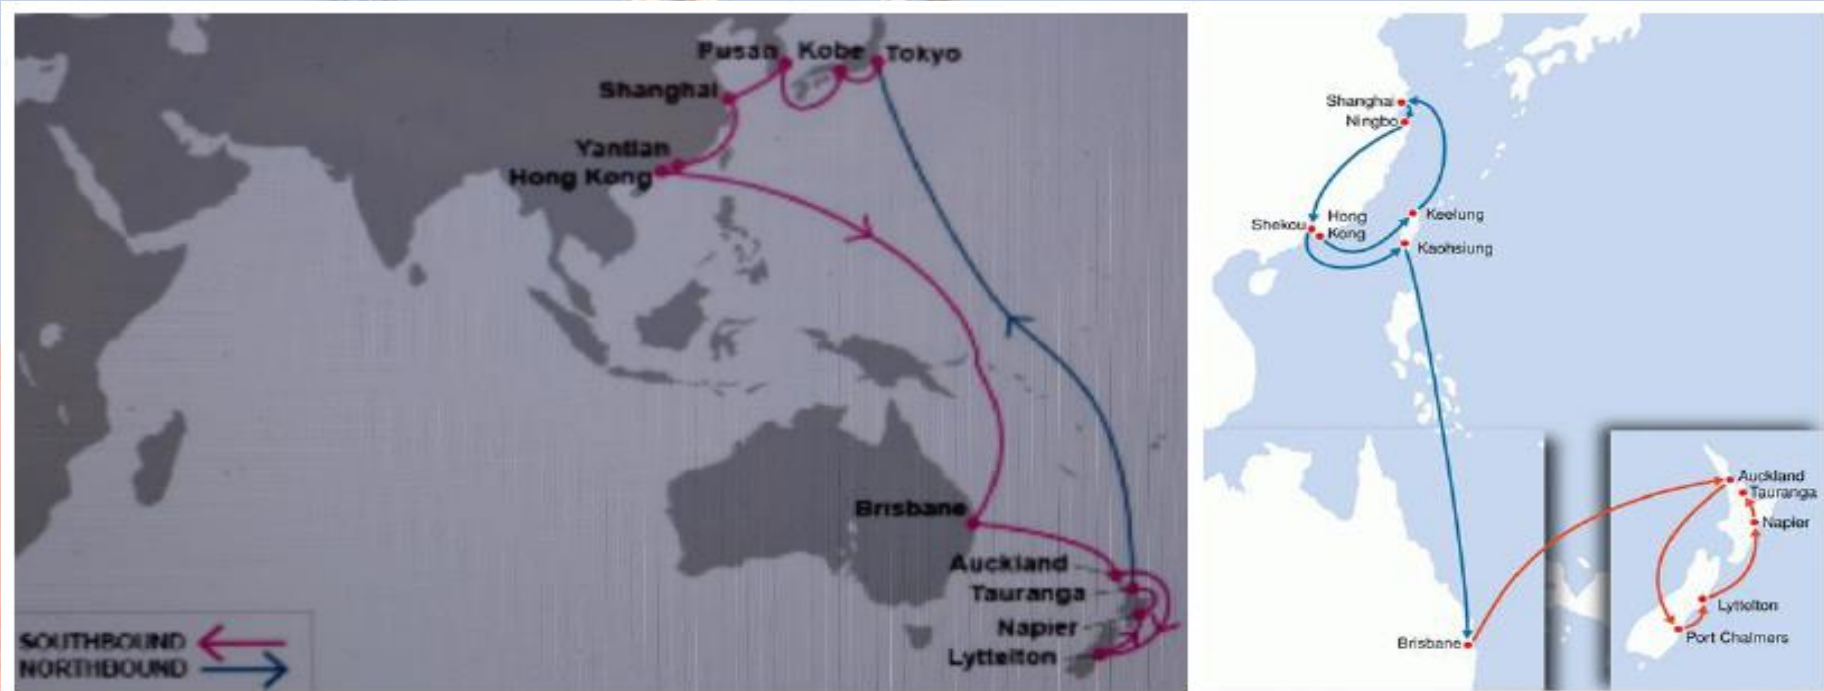 Pusan Kobe Tokyo
Shanghai
Yantian
Hong Kong
Brisbane
Auckland
Tauranga
Napier
Lyttelton
SOUTHBOUND
NORTHBOUND
Shanghai
Ningbo
Shekou
Hong
Kong
Keelung
Kaohsiung
Brisbane
Auckland
Tauranga
Napier
Lyttelton
Port Chalmers